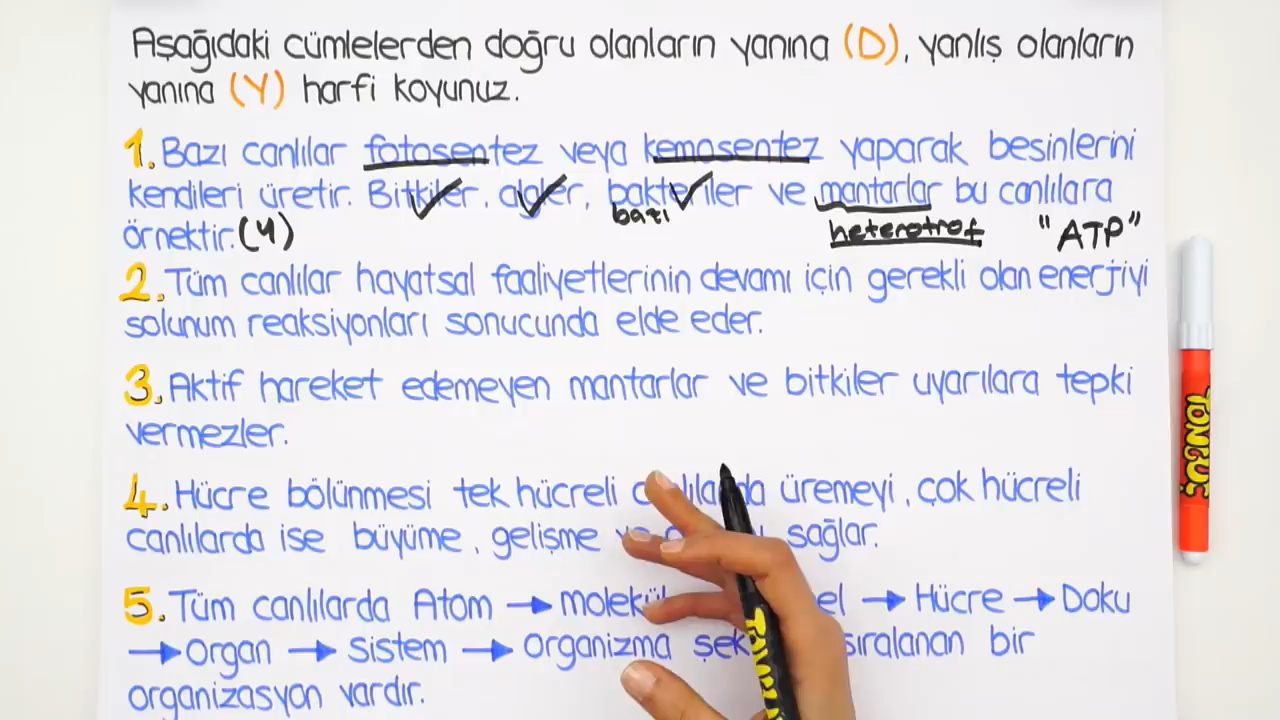 Aşağıdaki cümlelerden doğru olanların yanına (D), yanlış olanların
yanına (Y) harfi koyunuz.
1. Bazı canlılar fotosentez veya kemosentez yaparak besinlerini
kendileri üretir. Bitkiler, algler, bakteriler ve mantarlar bu canlılara
bazı
örnektir. (Y) heterotrof "ATP"
2. Tüm canlılar hayatsal faaliyetlerinin devamı için gerekli olan enerjiyi
solunum reaksiyonları sonucunda elde eder.
3. Aktif hareket edemeyen mantarlar ve bitkiler uyarılara tepki
vermezler.
4. Hücre bölünmesi tek hücreli canlılarda üremeyi, çok hücreli
canlılarda ise büyüme, gelişme sağlar.
5. Tüm canlılarda Atom → molekül → Hücre → Doku
→ Organ → Sistem → Organizma sıralanan bir
organizasyon vardır.
TONGUÇ